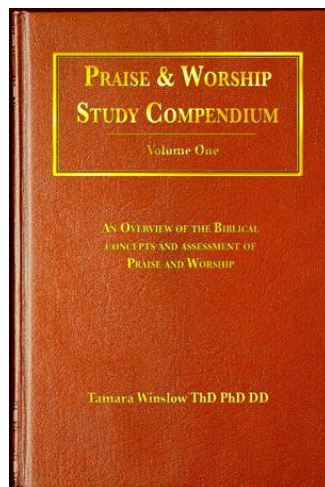 PRAISE & WORSHIP
STUDY COMPENDIUM
Volume One
AN OVERVIEW OF THE BIBLICAL
CONCEPTS AND ASSESSMENT OF
PRAISE AND WORSHIP
Tamara Winslow ThD PhD DD